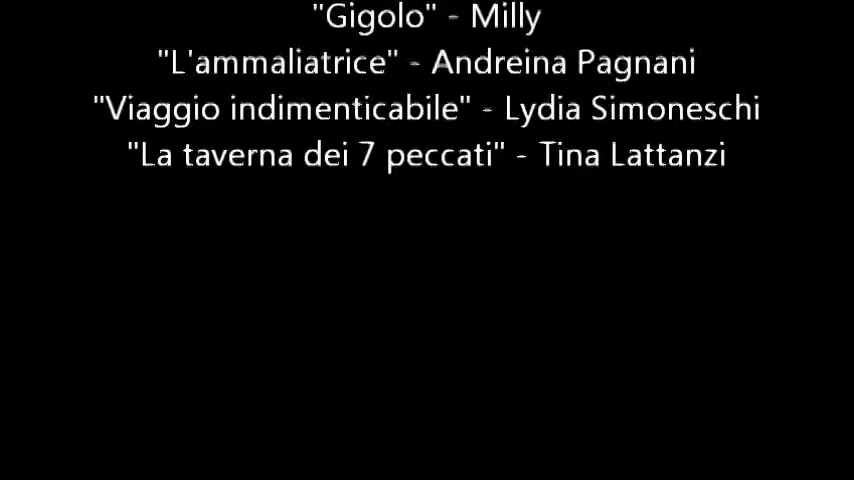 "Gigolo" - Milly
"L'ammaliatrice" - Andreina Pagnani
"Viaggio indimenticabile" - Lydia Simoneschi
"La taverna dei 7 peccati" - Tina Lattanzi